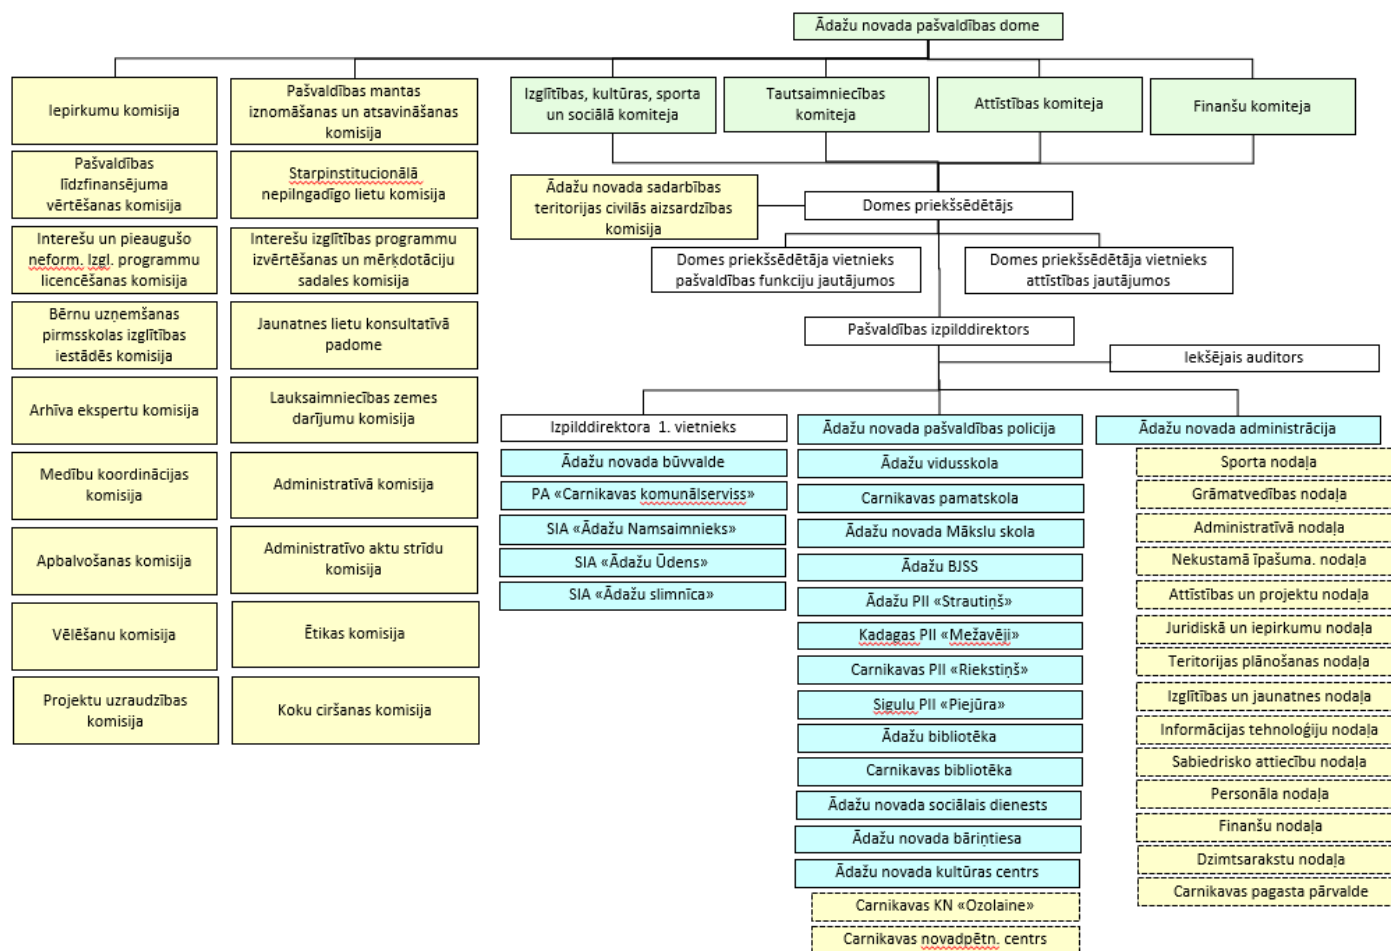 Ādažu novada pašvaldības dome
Iepirkumu komisija
Pašvaldības mantas
iznomāšanas un atsavināšanas
komisija
Izglītības, kultūras, sporta
un sociālā komiteja
Tautsaimniecības
komiteja
Attīstības komiteja
Finanšu komiteja
Pašvaldības
līdzfinansējuma
vērtēšanas komisija
Starpinstitucionālā
nepilngadīgo lietu komisija
Ādažu novada sadarbības
teritorijas civilās aizsardzības
komisija
Domes priekšsēdētājs
Interešu un pieaugušo
neform. Izgl. programmu
licencēšanas komisija
Interešu izglītības programmu
izvērtēšanas un mērķdotāciju
sadales komisija
Domes priekšsēdētāja vietnieks
pašvaldības funkciju jautājumos
Domes priekšsēdētāja vietnieks
attīstības jautājumos
Bērnu uzņemšanas
pirmsskolas izglītības
iestādēs komisija
Jaunatnes lietu konsultatīvā
padome
Pašvaldības izpilddirektors
Iekšējais auditors
Arhīva ekspertu komisija
Lauksaimniecības zemes
darījumu komisija
Medību koordinācijas
komisija
Administratīvā komisija
Apbalvošanas komisija
Administratīvo aktu strīdu
komisija
Vēlēšanu komisija
Ētikas komisija
Projektu uzraudzības
komisija
Koku ciršanas komisija
Izpilddirektora 1. vietnieks
Ādažu novada būvvalde
PA «Carnikavas komunālserviss»
SIA «Ādažu Namsaimnieks»
SIA «Ādažu Ūdens»
SIA «Ādažu slimnīca»
Ādažu novada pašvaldības policija
Ādažu vidusskola
Carnikavas pamatskola
Ādažu novada Mākslu skola
Ādažu BJSS
Ādažu PII «Strautiņš»
Kadagas PII «Mežavēji»
Carnikavas PII «Riekstiņš»
Siguļu PII «Piejūra»
Ādažu bibliotēka
Carnikavas bibliotēka
Ādažu novada sociālais dienests
Ādažu novada bāriņtiesa
Ādažu novada kultūras centrs
Carnikavas KN «Ozolaine»
Carnikavas novadpētn. centrs
Ādažu novada administrācija
Sporta nodaļa
Grāmatvedības nodaļa
Administratīvā nodaļa
Nekustamā īpašuma. nodaļa
Attīstības un projektu nodaļa
Juridiskā un iepirkumu nodaļa
Teritorijas plānošanas nodaļa
Izglītības un jaunatnes nodaļa
Informācijas tehnoloģiju nodaļa
Sabiedrisko attiecību nodaļa
Personāla nodaļa
Finanšu nodaļa
Dzimtsarakstu nodaļa
Carnikavas pagasta pārvalde